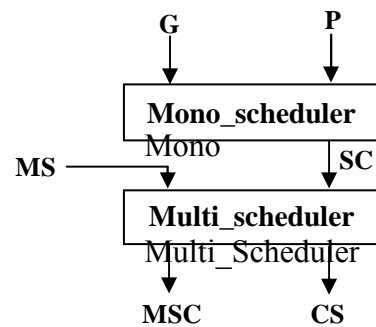 G P
Mono_scheduler
Mono
MS SC
Multi_scheduler
Multi_Scheduler
MSC CS